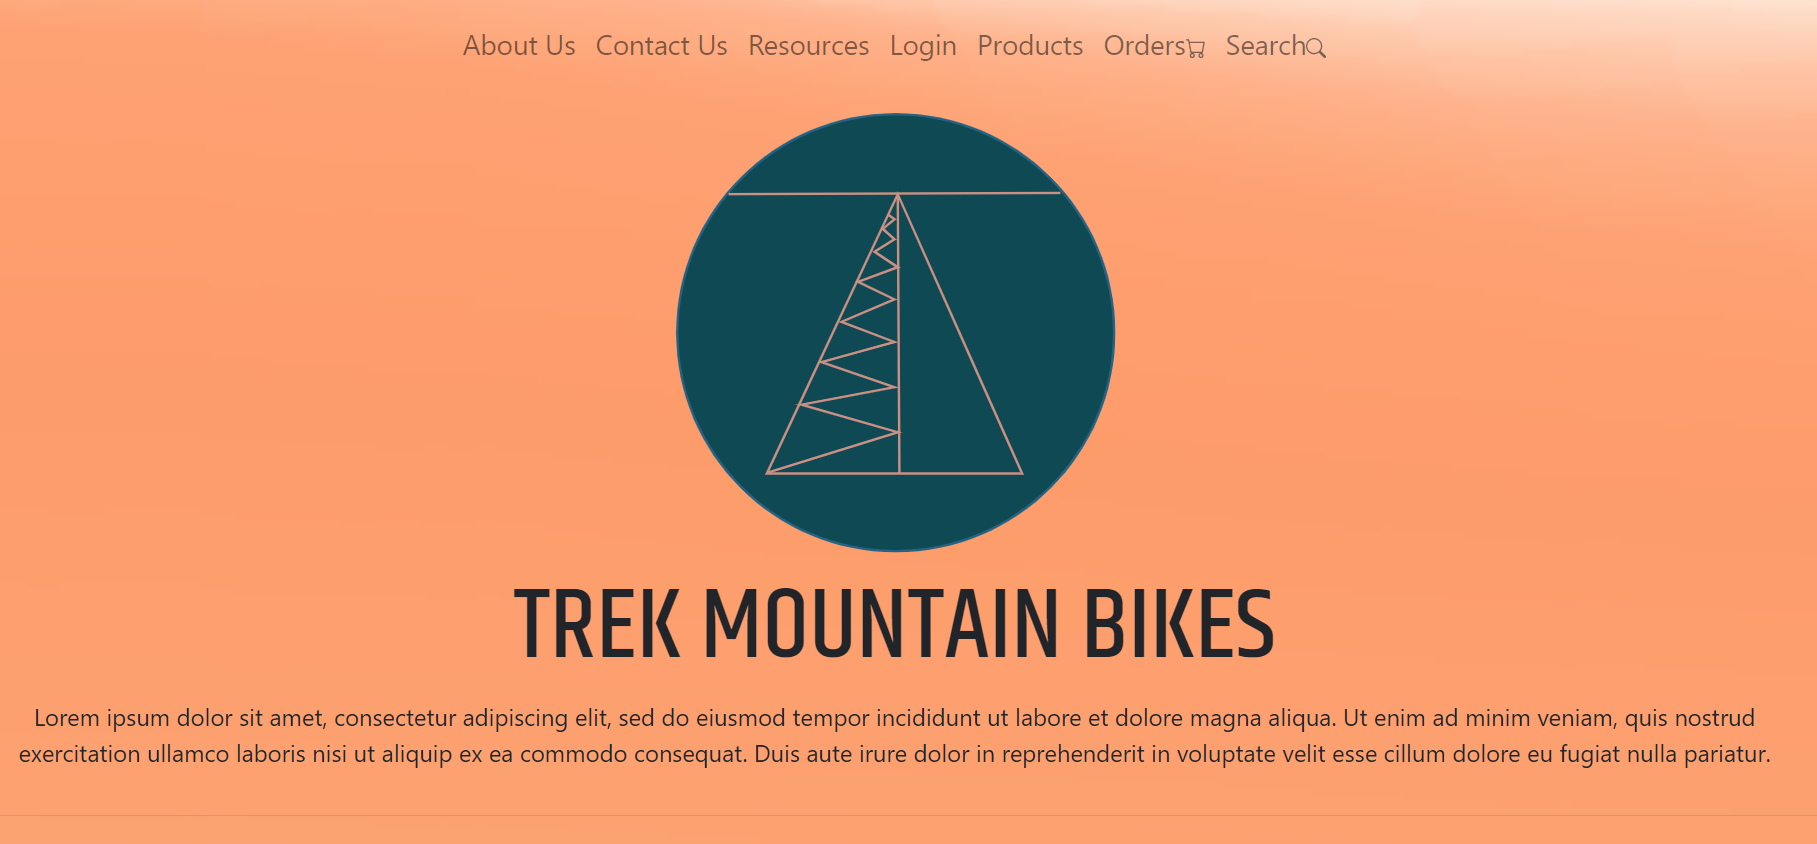 About Us Contact Us Resources Login Products Orders Search
TREK MOUNTAIN BIKES
Lorem ipsum dolor sit amet, consectetur adipiscing elit, sed do eiusmod tempor incididunt ut labore et dolore magna aliqua. Ut enim ad minim veniam, quis nostrud
exercitation ullamco laboris nisi ut aliquip ex ea commodo consequat. Duis aute irure dolor in reprehenderit in voluptate velit esse cillum dolore eu fugiat nulla pariatur.